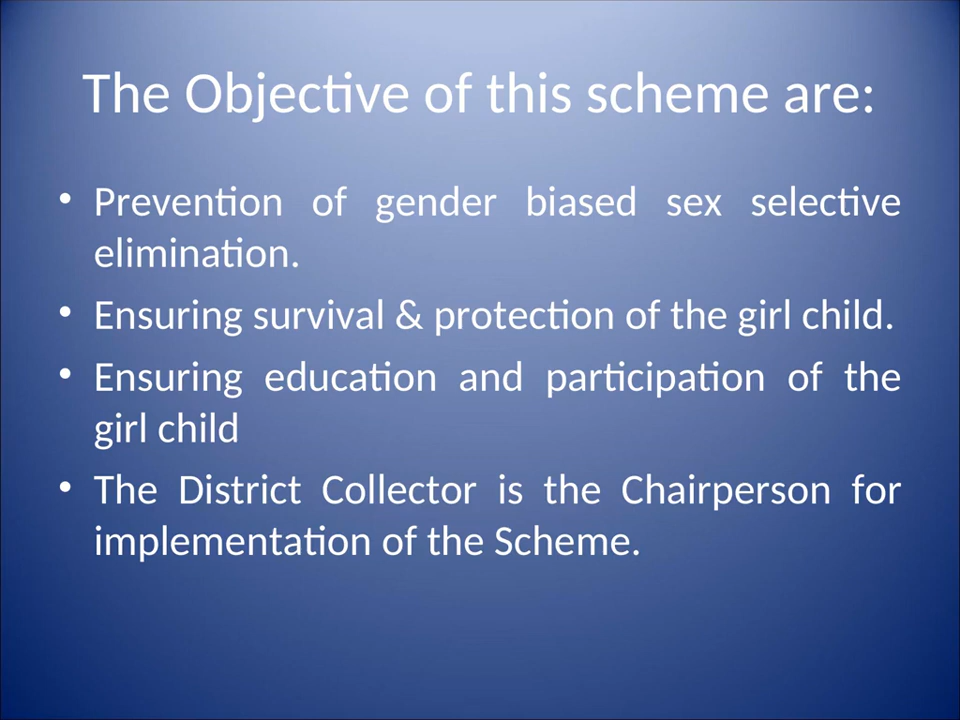 The Objective of this scheme are:
• Prevention of gender biased sex selective
elimination.
• Ensuring survival & protection of the girl child.
• Ensuring education and participation of the
girl child
• The District Collector is the Chairperson for
implementation of the Scheme.